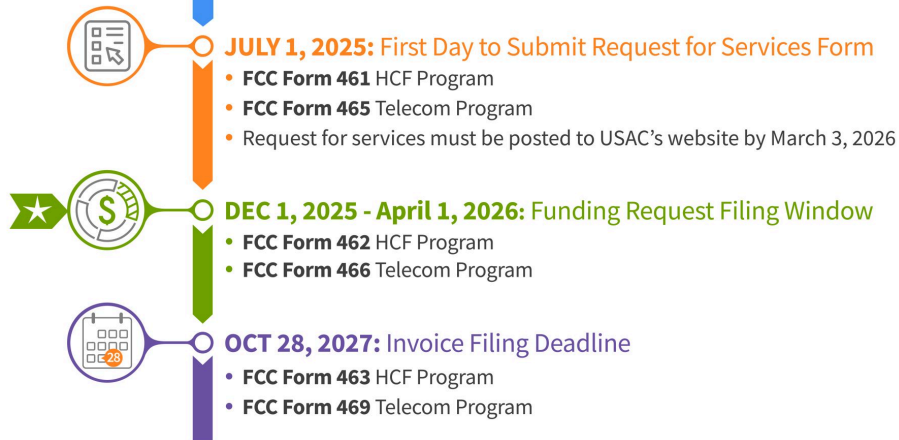 JULY 1, 2025: First Day to Submit Request for Services Form
• FCC Form 461 HCF Program
• FCC Form 465 Telecom Program
• Request for services must be posted to USAC’s website by March 3, 2026
$
DEC 1, 2025 - April 1, 2026: Funding Request Filing Window
• FCC Form 462 HCF Program
• FCC Form 466 Telecom Program
OCT 28, 2027: Invoice Filing Deadline
28
• FCC Form 463 HCF Program
• FCC Form 469 Telecom Program